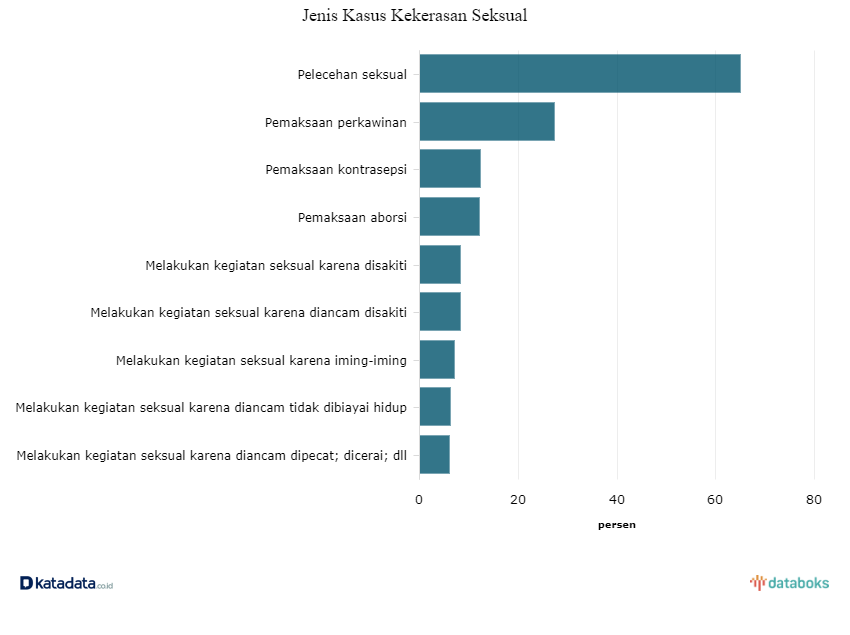 Jenis Kasus Kekerasan Seksual
Pelecehan seksual
Pemaksaan perkawinan
Pemaksaan kontrasepsi
Pemaksaan aborsi
Melakukan kegiatan seksual karena disakiti
Melakukan kegiatan seksual karena diancam disakiti
Melakukan kegiatan seksual karena iming-iming
Melakukan kegiatan seksual karena diancam tidak dibiayai hidup
Melakukan kegiatan seksual karena diancam dipecat; dicerai; dll
0 20 40 60 80
persen
katadata.co.id
databoks